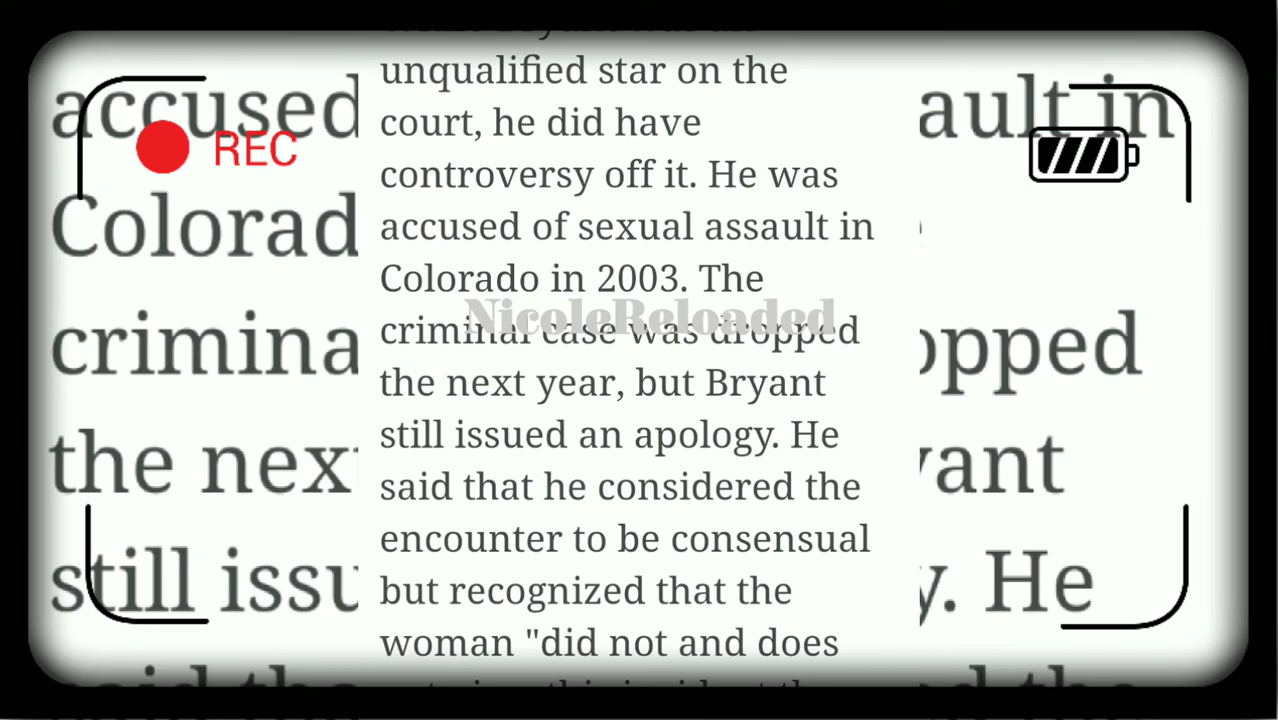 unqualified star on the
court, he did have
controversy off it. He was
accused of sexual assault in
Colorado in 2003. The
criminal case was dropped
the next year, but Bryant
still issued an apology. He
said that he considered the
encounter to be consensual
but recognized that the
woman "did not and does
NicoleReloaded
REC
accused
ault in
Colorad
crimina
opped
the nex
vant
still issu
y. He